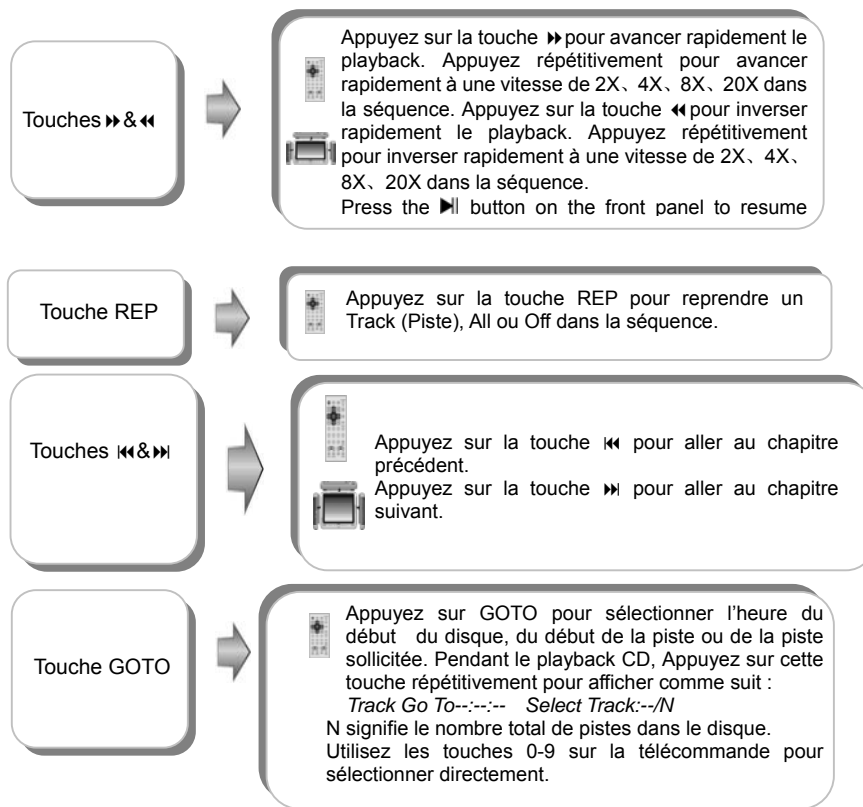 Touches ⏩&⏪
Appuyez sur la touche ⏩pour avancer rapidement le
playback. Appuyez répétitivement pour avancer
rapidement à une vitesse de 2X、4X、8X、20X dans
la séquence. Appuyez sur la touche ⏪pour inverser
rapidement le playback. Appuyez répétitivement
pour inverser rapidement à une vitesse de 2X、4X、
8X、20X dans la séquence.
Press the ⏯ button on the front panel to resume
Touche REP
Appuyez sur la touche REP pour reprendre un
Track (Piste), All ou Off dans la séquence.
Touches ⏮&⏭
Appuyez sur la touche ⏮ pour aller au chapitre
précédent.
Appuyez sur la touche ⏭ pour aller au chapitre
suivant.
Touche GOTO
Appuyez sur GOTO pour sélectionner l’heure du
début du disque, du début de la piste ou de la piste
sollicitée. Pendant le playback CD, Appuyez sur cette
touche répétitivement pour afficher comme suit :
Track Go To--:--:-- Select Track:--/N
N signifie le nombre total de pistes dans le disque.
Utilisez les touches 0-9 sur la télécommande pour
sélectionner directement.